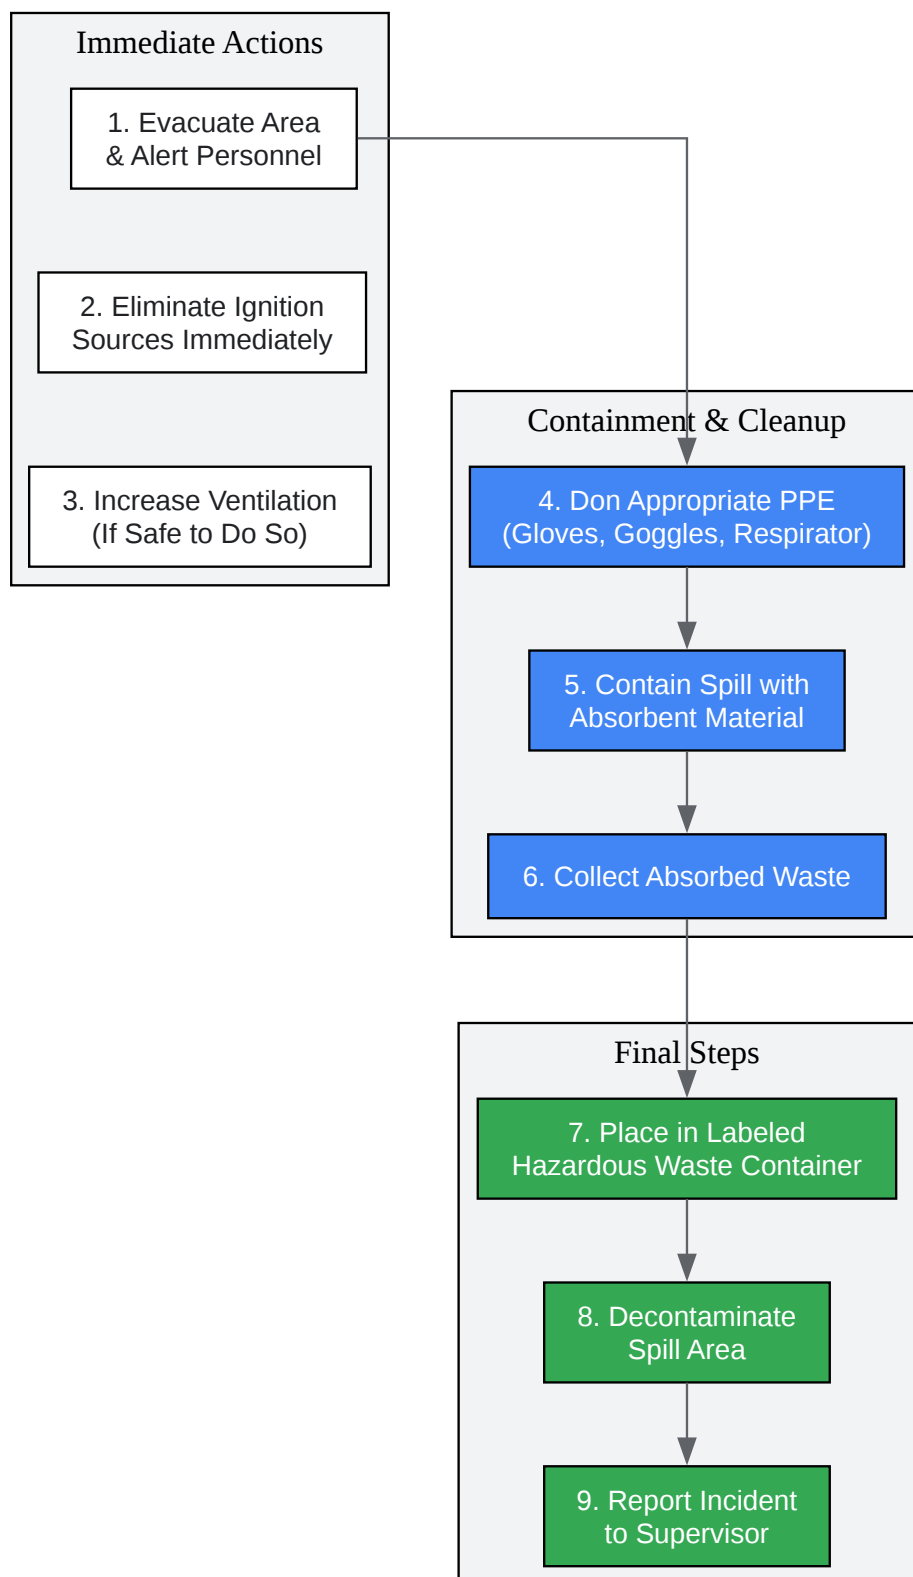 Immediate Actions
1. Evacuate Area
& Alert Personnel
2. Eliminate Ignition
Sources Immediately
3. Increase Ventilation
(If Safe to Do So)
Containment & Cleanup
4. Don Appropriate PPE
(Gloves, Goggles, Respirator)
5. Contain Spill with
Absorbent Material
6. Collect Absorbed Waste
Final Steps
7. Place in Labeled
Hazardous Waste Container
8. Decontaminate
Spill Area
9. Report Incident
to Supervisor